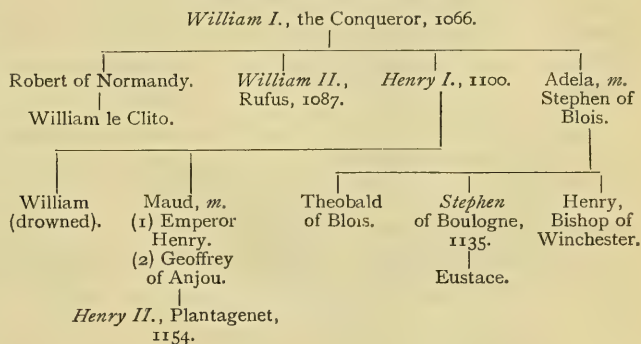 William I., the Conqueror, 1066.
Robert of Normandy.
William le Clito.
William II.,
Rufus, 1087.
Henry I., 1100.
Adela, m.
Stephen of
Blois.
William
(drowned).
Maud, m.
(1) Emperor
Henry.
(2) Geoffrey
of Anjou.
Henry II., Plantagenet,
1154.
Theobald
of Blois.
Stephen
of Boulogne,
1135.
Eustace.
Henry,
Bishop of
Winchester.